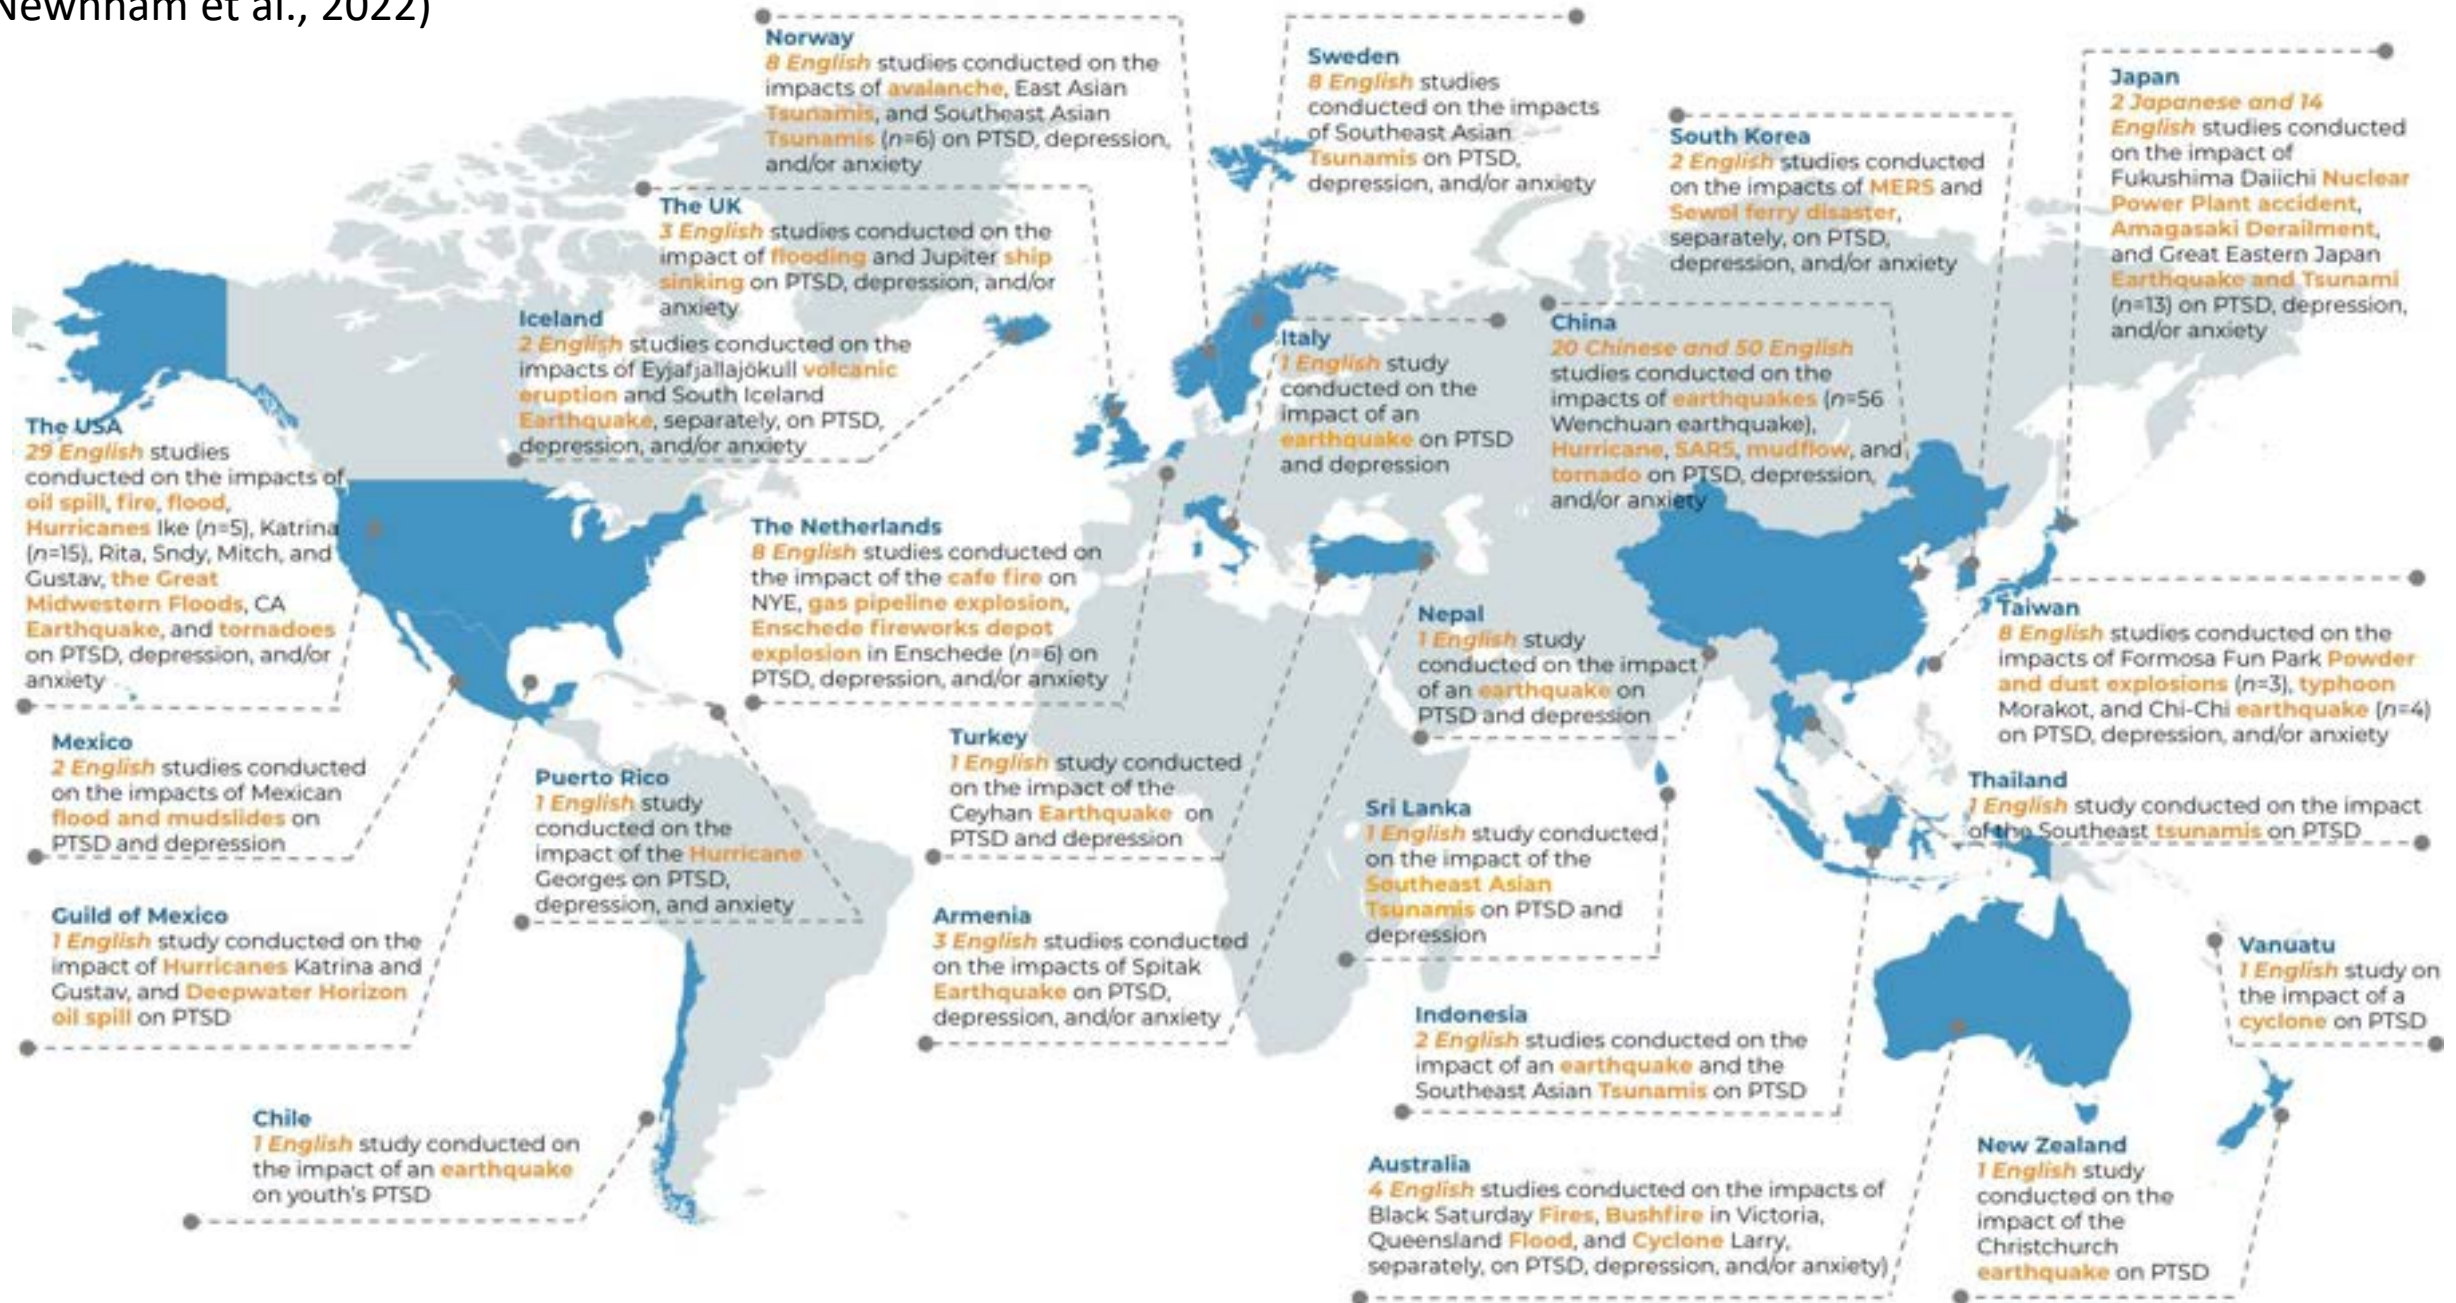 Newnham et al., 2022)
Norway
8 English studies conducted on the
impacts of avalanche, East Asian
Tsunamis, and Southeast Asian
Tsunamis (n=6) on PTSD, depression,
and/or anxiety
Sweden
8 English studies
conducted on the impacts
of Southeast Asian
Tsunamis on PTSD,
depression, and/or anxiety
Japan
2 Japanese and 14
English studies conducted
on the impact of
Fukushima Daiichi Nuclear
Power Plant accident,
Amagasaki Derailment,
and Great Eastern Japan
Earthquake and Tsunami
(n=13) on PTSD, depression,
and/or anxiety
South Korea
2 English studies conducted
on the impacts of MERS and
Sewol ferry disaster,
separately, on PTSD,
depression, and/or anxiety
The UK
3 English studies conducted on the
impact of flooding and Jupiter ship
sinking on PTSD, depression, and/or
anxiety
Iceland
2 English studies conducted on the
impacts of Eyjafjallajökull volcanic
eruption and South Iceland
Earthquake, separately, on PTSD,
depression, and/or anxiety
Italy
1 English study
conducted on the
impact of an
earthquake on PTSD
and depression
China
20 Chinese and 50 English
studies conducted on the
impacts of earthquakes (n=56
Wenchuan earthquake),
Hurricane, SARS, mudflow, and
tornado on PTSD, depression,
and/or anxiety
The USA
29 English studies
conducted on the impacts of
oil spill, fire, flood,
Hurricanes Ike (n=5), Katrina
(n=15), Rita, Sndy, Mitch, and
Gustav, the Great
Midwestern Floods, CA
Earthquake, and tornadoes
on PTSD, depression, and/or
anxiety
The Netherlands
8 English studies conducted on
the impact of the cafe fire on
NYE, gas pipeline explosion,
Enschede fireworks depot
explosion in Enschede (n=6) on
PTSD, depression, and/or anxiety
Nepal
1 English study
conducted on the impact
of an earthquake on
PTSD and depression
Taiwan
8 English studies conducted on the
impacts of Formosa Fun Park Powder
and dust explosions (n=3), typhoon
Morakot, and Chi-Chi earthquake (n=4)
on PTSD, depression, and/or anxiety
Mexico
2 English studies conducted
on the impacts of Mexican
flood and mudslides on
PTSD and depression
Puerto Rico
1 English study
conducted on the
impact of the Hurricane
Georges on PTSD,
depression, and anxiety
Turkey
1 English study conducted
on the impact of the
Ceyhan Earthquake on
PTSD and depression
Sri Lanka
1 English study conducted
on the impact of the
Southeast Asian
Tsunamis on PTSD and
depression
Thailand
1 English study conducted on the impact
of the Southeast tsunamis on PTSD
Guild of Mexico
1 English study conducted on the
impact of Hurricanes Katrina and
Gustav, and Deepwater Horizon
oil spill on PTSD
Armenia
3 English studies conducted
on the impacts of Spitak
Earthquake on PTSD,
depression, and/or anxiety
Vanuatu
1 English study on
the impact of a
cyclone on PTSD
Indonesia
2 English studies conducted on the
impact of an earthquake and the
Southeast Asian Tsunamis on PTSD
Chile
1 English study conducted on
the impact of an earthquake
on youth's PTSD
Australia
4 English studies conducted on the impacts of
Black Saturday Fires, Bushfire in Victoria,
Queensland Flood, and Cyclone Larry,
separately, on PTSD, depression, and/or anxiety)
New Zealand
1 English study
conducted on the
impact of the
Christchurch
earthquake on PTSD